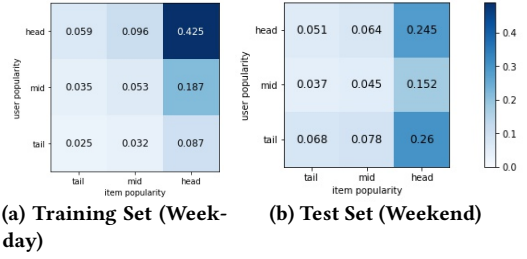 head 0.059 0.096 0.425
mid 0.035 0.053 0.187
tail 0.025 0.032 0.087
user popularity
tail mid head
item popularity
(a) Training Set (Week-
day)
head 0.051 0.064 0.245
mid 0.037 0.045 0.152
tail 0.068 0.078 0.26
user popularity
tail mid head
item popularity
(b) Test Set (Weekend)
0.4
0.3
0.2
0.1
0.0